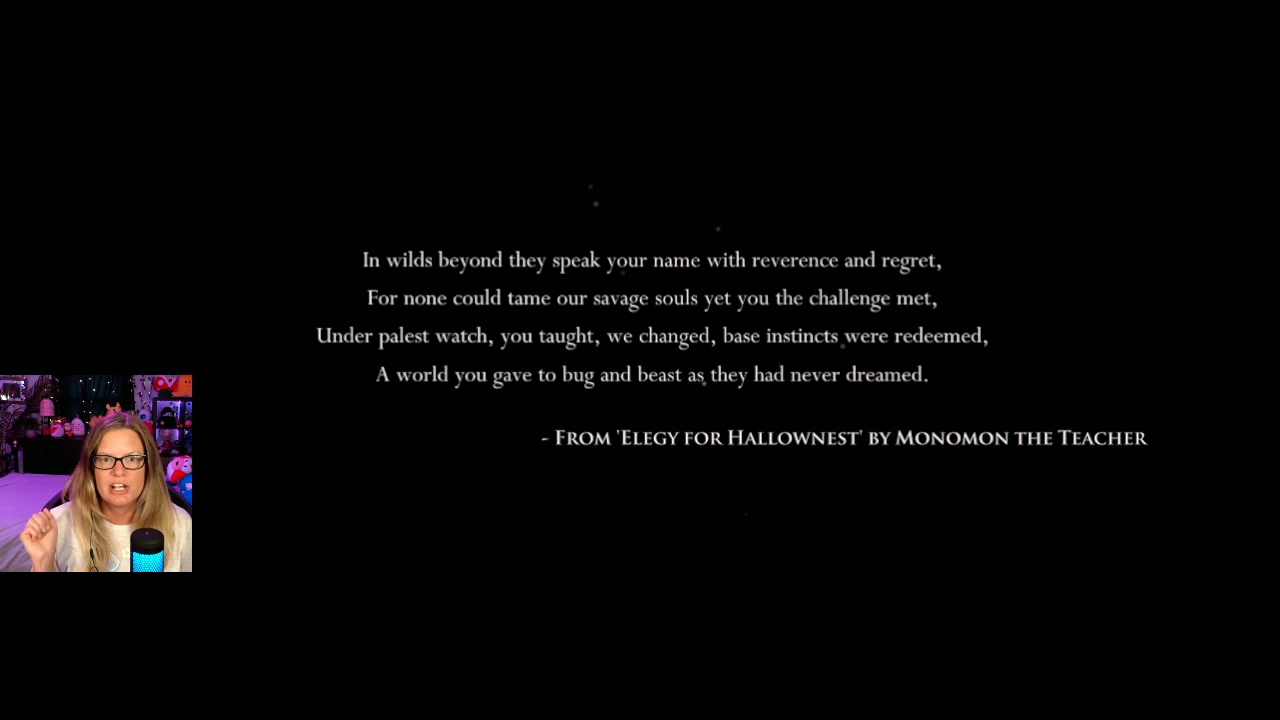 In wilds beyond they speak your name with reverence and regret,
For none could tame our savage souls yet you the challenge met,
Under palest watch, you taught, we changed, base instincts were redeemed,
A world you gave to bug and beast as they had never dreamed.
- From 'Elegy for Hallownest' by Monomon the Teacher